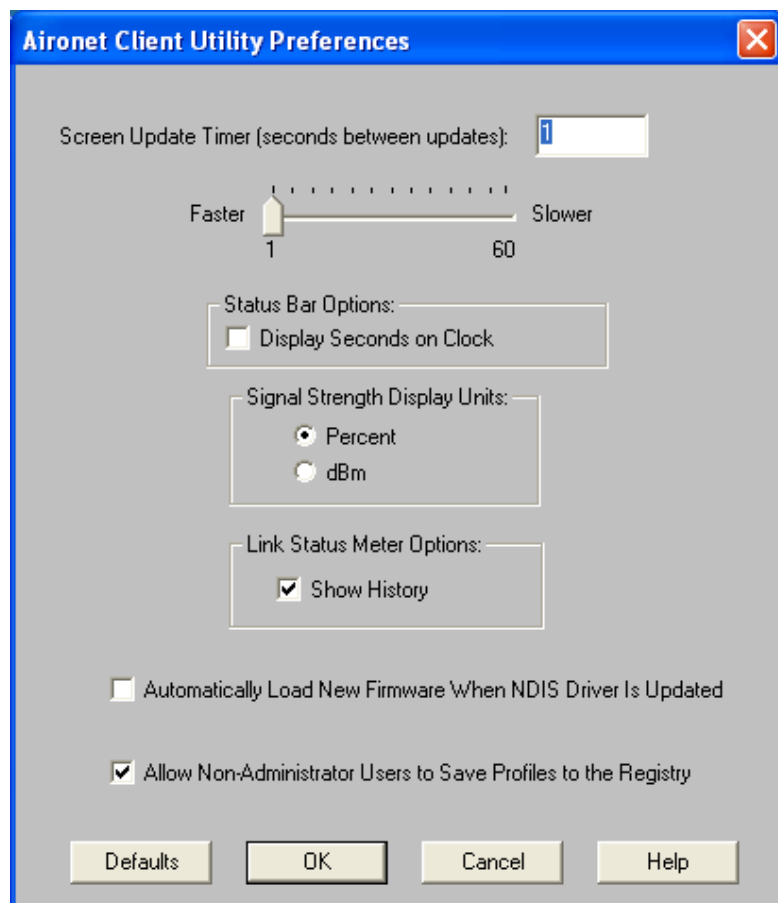 Aironet Client Utility Preferences
Screen Update Timer (seconds between updates): 1
Faster Slower
1 60
Status Bar Options:
Display Seconds on Clock
Signal Strength Display Units:
Percent
dBm
Link Status Meter Options:
Show History
Automatically Load New Firmware When NDIS Driver Is Updated
Allow Non-Administrator Users to Save Profiles to the Registry
Defaults OK Cancel Help